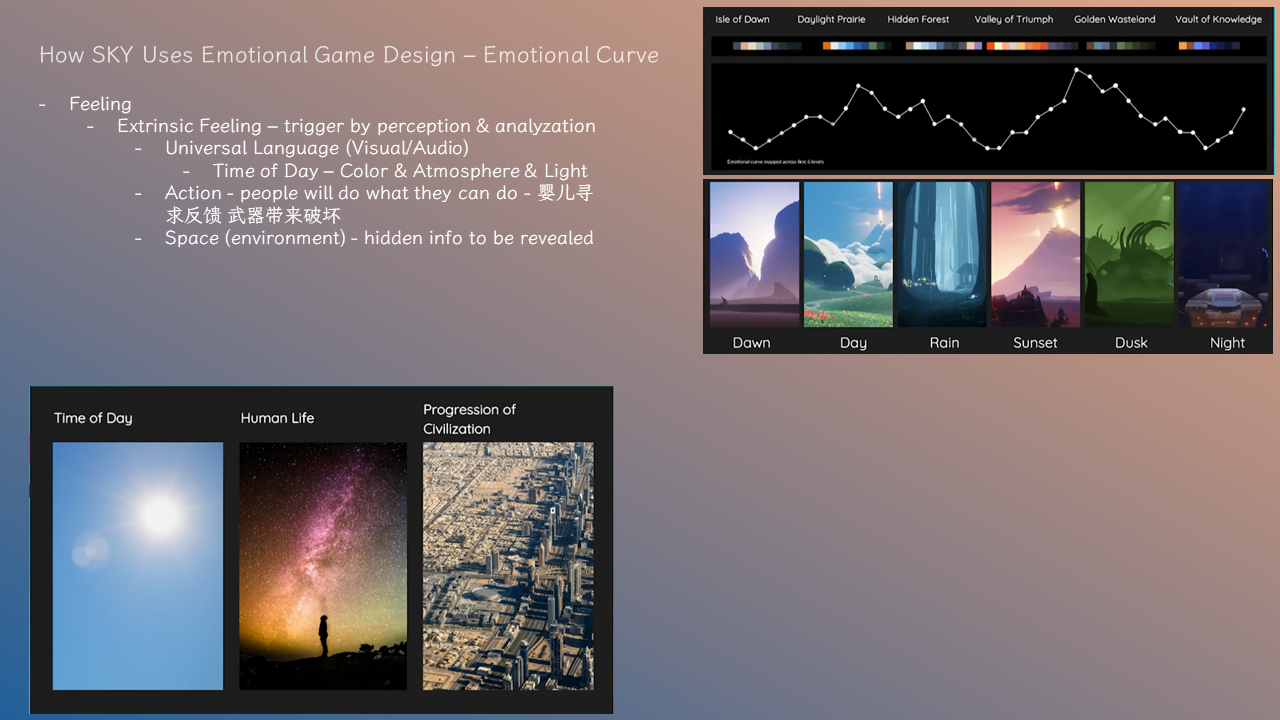 How SKY Uses Emotional Game Design – Emotional Curve
- Feeling
- Extrinsic Feeling – trigger by perception & analyzation
- Universal Language (Visual/Audio)
- Time of Day – Color & Atmosphere & Light
- Action - people will do what they can do - 婴儿寻
求反馈 武器带来破坏
- Space (environment) - hidden info to be revealed
Isle of Dawn Daylight Prairie Hidden Forest Valley of Triumph Golden Wasteland Vault of Knowledge
Emotional curve mapped across first 6 levels
Dawn Day Rain Sunset Dusk Night
Time of Day Human Life Progression of
Civilization